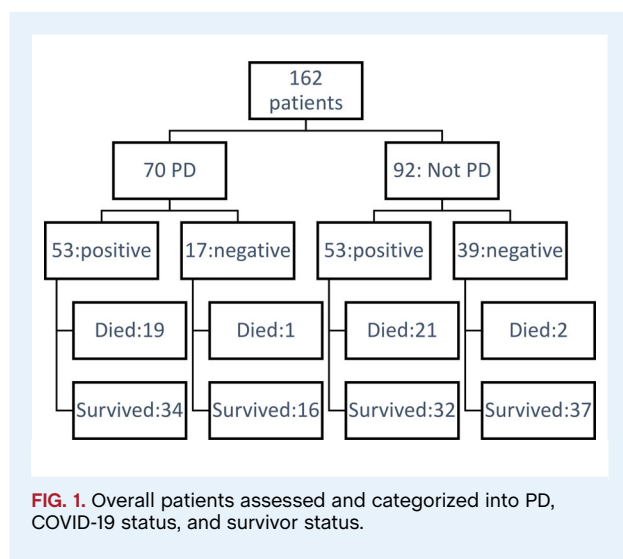 162
patients
70 PD
92: Not PD
53:positive
17:negative
53:positive
39:negative
Died:19
Died:1
Died:21
Died:2
Survived:34
Survived:16
Survived:32
Survived:37
FIG. 1. Overall patients assessed and categorized into PD,
COVID-19 status, and survivor status.